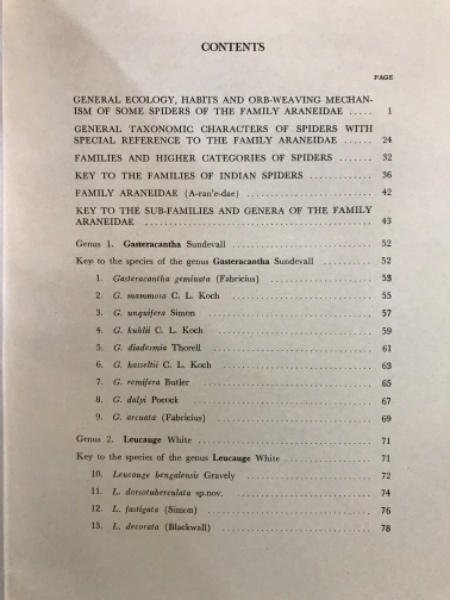 CONTENTS
PAGE
GENERAL ECOLOGY, HABITS AND ORB-WEAVING MECHAN-
ISM OF SOME SPIDERS OF THE FAMILY ARANEIDAE ..... 1
GENERAL TAXONOMIC CHARACTERS OF SPIDERS WITH
SPECIAL REFERENCE TO THE FAMILY ARANEIDAE ...... 24
FAMILIES AND HIGHER CATEGORIES OF SPIDERS ....... 32
KEY TO THE FAMILIES OF INDIAN SPIDERS ............. 36
FAMILY ARANEIDAE (A-ran'e-dae) ........................... 42
KEY TO THE SUB-FAMILIES AND GENERA OF THE FAMILY
ARANEIDAE .............................................. 43
Genus 1. Gasteracantha Sundevall ............................ 52
Key to the species of the genus Gasteracantha Sundevall .......... 52
1. Gasteracantha geminata (Fabricius) .................... 53
2. G. mammosa C. L. Koch ............................ 55
3. G. unguifera Simon ................................ 57
4. G. kuhlii C. L. Koch ............................... 59
5. G. diadesmia Thorell ............................... 61
6. G. hasseltii C. L. Koch ............................. 63
7. G. remifera Butler ................................. 65
8. G. dalyi Pocock ................................... 67
9. G. arcuata (Fabricius) ............................... 69
Genus 2. Leucauge White .................................... 71
Key to the species of the genus Leucauge White .................. 71
10. Leucauge bengalensis Gravely ......................... 72
11. L. dorsotuberculata sp.nov. ........................... 74
12. L. fastigata (Simon) ................................. 76
13. L. decorata (Blackwall) .............................. 78